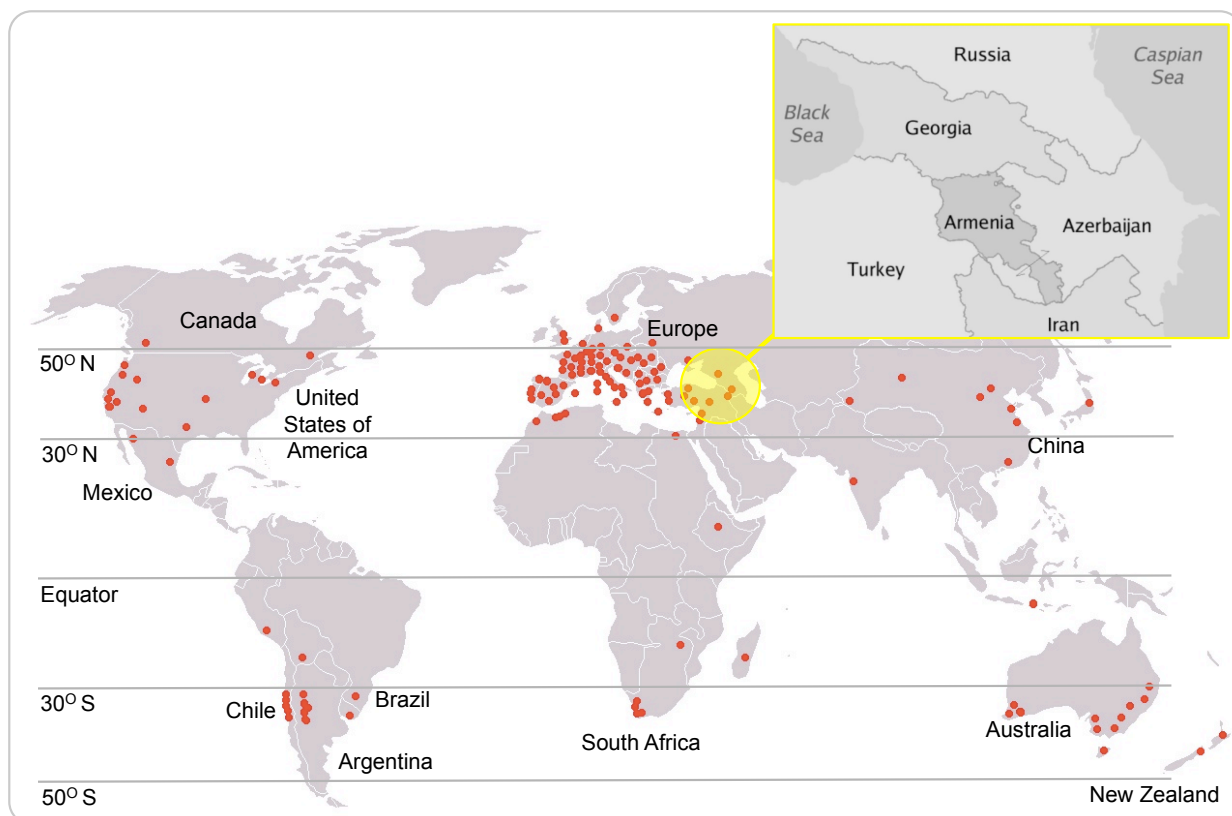 Russia
Caspian
Sea
Black
Sea
Georgia
Armenia
Azerbaijan
Turkey
Iran
Canada
Europe
50O N
United
States of
America
30O N
China
Mexico
Equator
30O S
Brazil
Chile
Australia
South Africa
Argentina
50O S
New Zealand